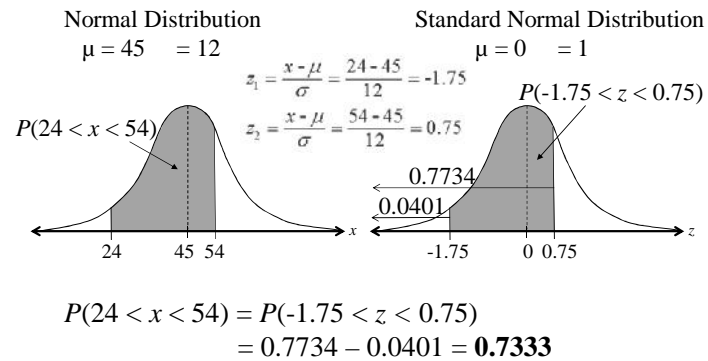 Normal Distribution
μ = 45 = 12
Standard Normal Distribution
μ = 0 = 1
z₁ = (x - μ)/σ = (24 - 45)/12 = -1.75
z₂ = (x - μ)/σ = (54 - 45)/12 = 0.75
P(24 < x < 54)
P(-1.75 < z < 0.75)
0.7734
0.0401
x
24 45 54
z
-1.75 0 0.75
P(24 < x < 54) = P(-1.75 < z < 0.75)
= 0.7734 – 0.0401 = 0.7333